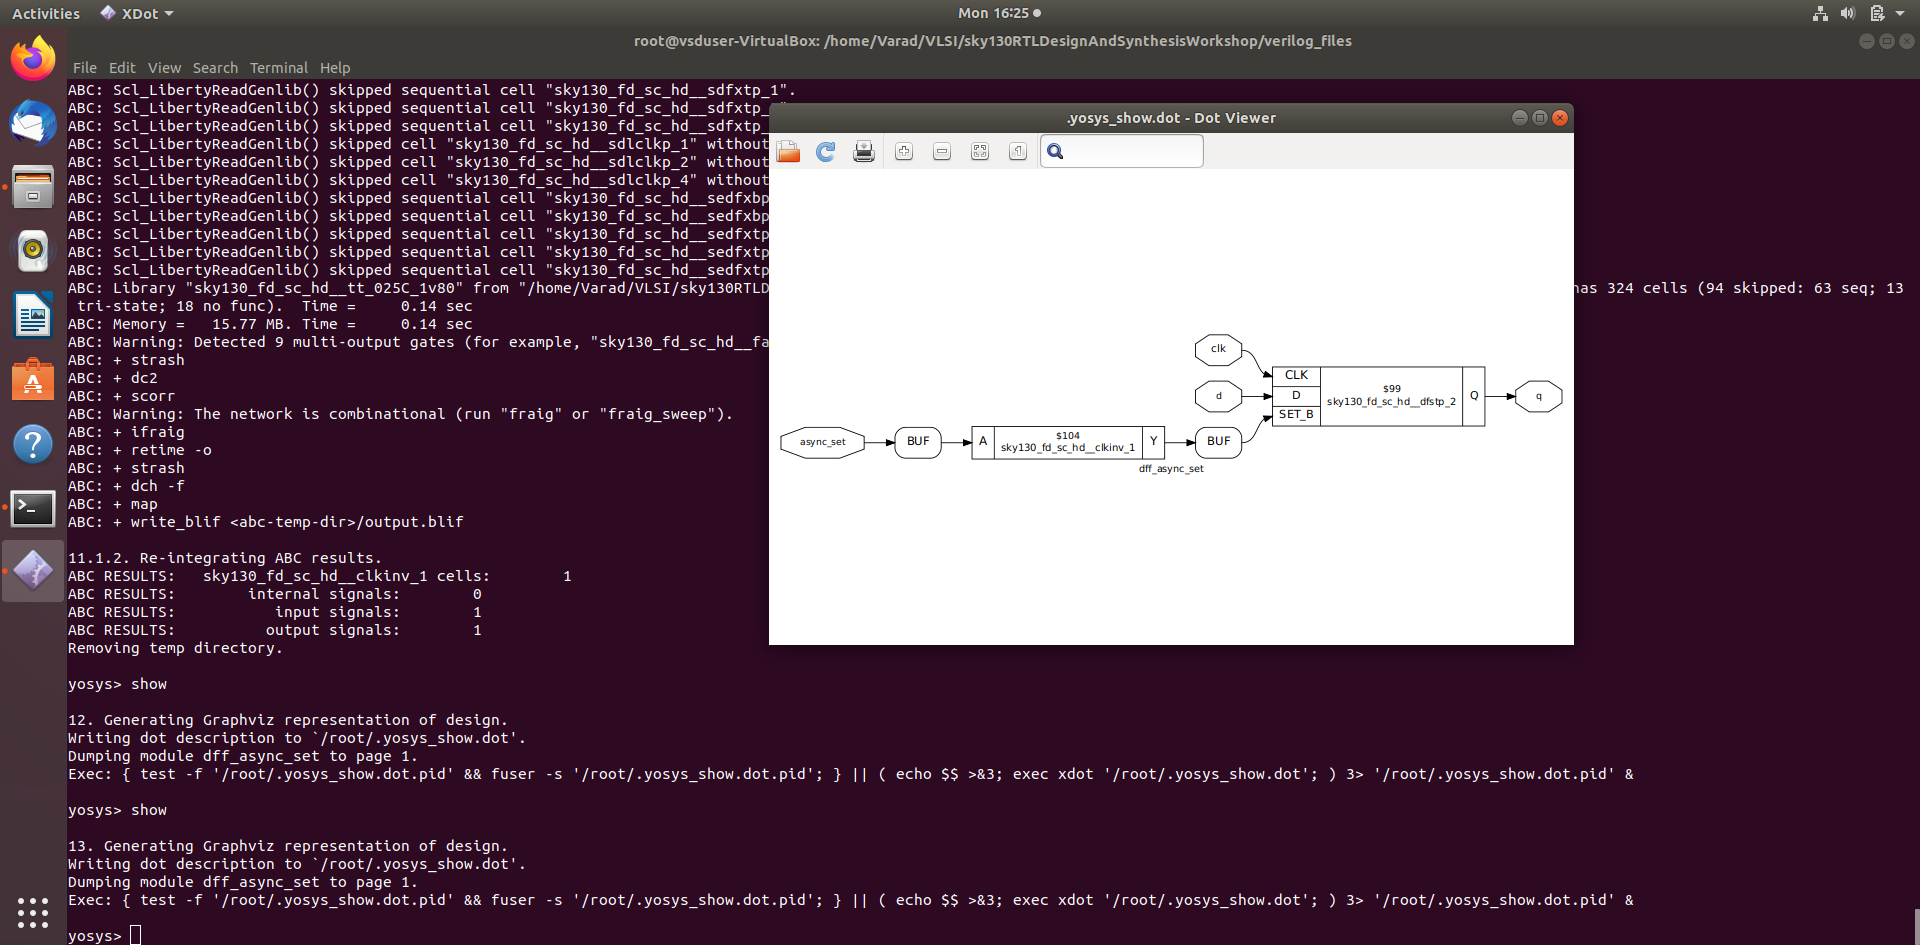 Activities
XDot
Mon 16:25
root@vsduser-VirtualBox: /home/Varad/VLSI/sky130RTLDesignAndSynthesisWorkshop/verilog_files
File Edit View Search Terminal Help
ABC: Scl_LibertyReadGenlib() skipped sequential cell "sky130_fd_sc_hd__sdfxtp_1".
ABC: Scl_LibertyReadGenlib() skipped sequential cell "sky130_fd_sc_hd__sdfxtp_
ABC: Scl_LibertyReadGenlib() skipped sequential cell "sky130_fd_sc_hd__sdfxtp_
ABC: Scl_LibertyReadGenlib() skipped cell "sky130_fd_sc_hd__sdlclkp_1" without
ABC: Scl_LibertyReadGenlib() skipped cell "sky130_fd_sc_hd__sdlclkp_2" without
ABC: Scl_LibertyReadGenlib() skipped cell "sky130_fd_sc_hd__sdlclkp_4" without
ABC: Scl_LibertyReadGenlib() skipped sequential cell "sky130_fd_sc_hd__sedfxbp
ABC: Scl_LibertyReadGenlib() skipped sequential cell "sky130_fd_sc_hd__sedfxbp
ABC: Scl_LibertyReadGenlib() skipped sequential cell "sky130_fd_sc_hd__sedfxtp
ABC: Scl_LibertyReadGenlib() skipped sequential cell "sky130_fd_sc_hd__sedfxtp
ABC: Scl_LibertyReadGenlib() skipped sequential cell "sky130_fd_sc_hd__sedfxtp
ABC: Library "sky130_fd_sc_hd__tt_025C_1v80" from "/home/Varad/VLSI/sky130RTLD has 324 cells (94 skipped: 63 seq; 13
tri-state; 18 no func). Time = 0.14 sec
ABC: Memory = 15.77 MB. Time = 0.14 sec
ABC: Warning: Detected 9 multi-output gates (for example, "sky130_fd_sc_hd__fa
ABC: + strash
ABC: + dc2
ABC: + scorr
ABC: Warning: The network is combinational (run "fraig" or "fraig_sweep").
ABC: + ifraig
ABC: + retime -o
ABC: + strash
ABC: + dch -f
ABC: + map
ABC: + write_blif <abc-temp-dir>/output.blif
11.1.2. Re-integrating ABC results.
ABC RESULTS: sky130_fd_sc_hd__clkinv_1 cells: 1
ABC RESULTS: internal signals: 0
ABC RESULTS: input signals: 1
ABC RESULTS: output signals: 1
Removing temp directory.
yosys> show
12. Generating Graphviz representation of design.
Writing dot description to `/root/.yosys_show.dot'.
Dumping module dff_async_set to page 1.
Exec: { test -f '/root/.yosys_show.dot.pid' && fuser -s '/root/.yosys_show.dot.pid'; } || ( echo $$ >&3; exec xdot '/root/.yosys_show.dot'; ) 3> '/root/.yosys_show.dot.pid' &
yosys> show
13. Generating Graphviz representation of design.
Writing dot description to `/root/.yosys_show.dot'.
Dumping module dff_async_set to page 1.
Exec: { test -f '/root/.yosys_show.dot.pid' && fuser -s '/root/.yosys_show.dot.pid'; } || ( echo $$ >&3; exec xdot '/root/.yosys_show.dot'; ) 3> '/root/.yosys_show.dot.pid' &
yosys>
.yosys_show.dot - Dot Viewer
clk
d
async_set
BUF
A
$104
sky130_fd_sc_hd__clkinv_1
Y
BUF
dff_async_set
CLK
D
SET_B
$99
sky130_fd_sc_hd__dfstp_2
Q
q